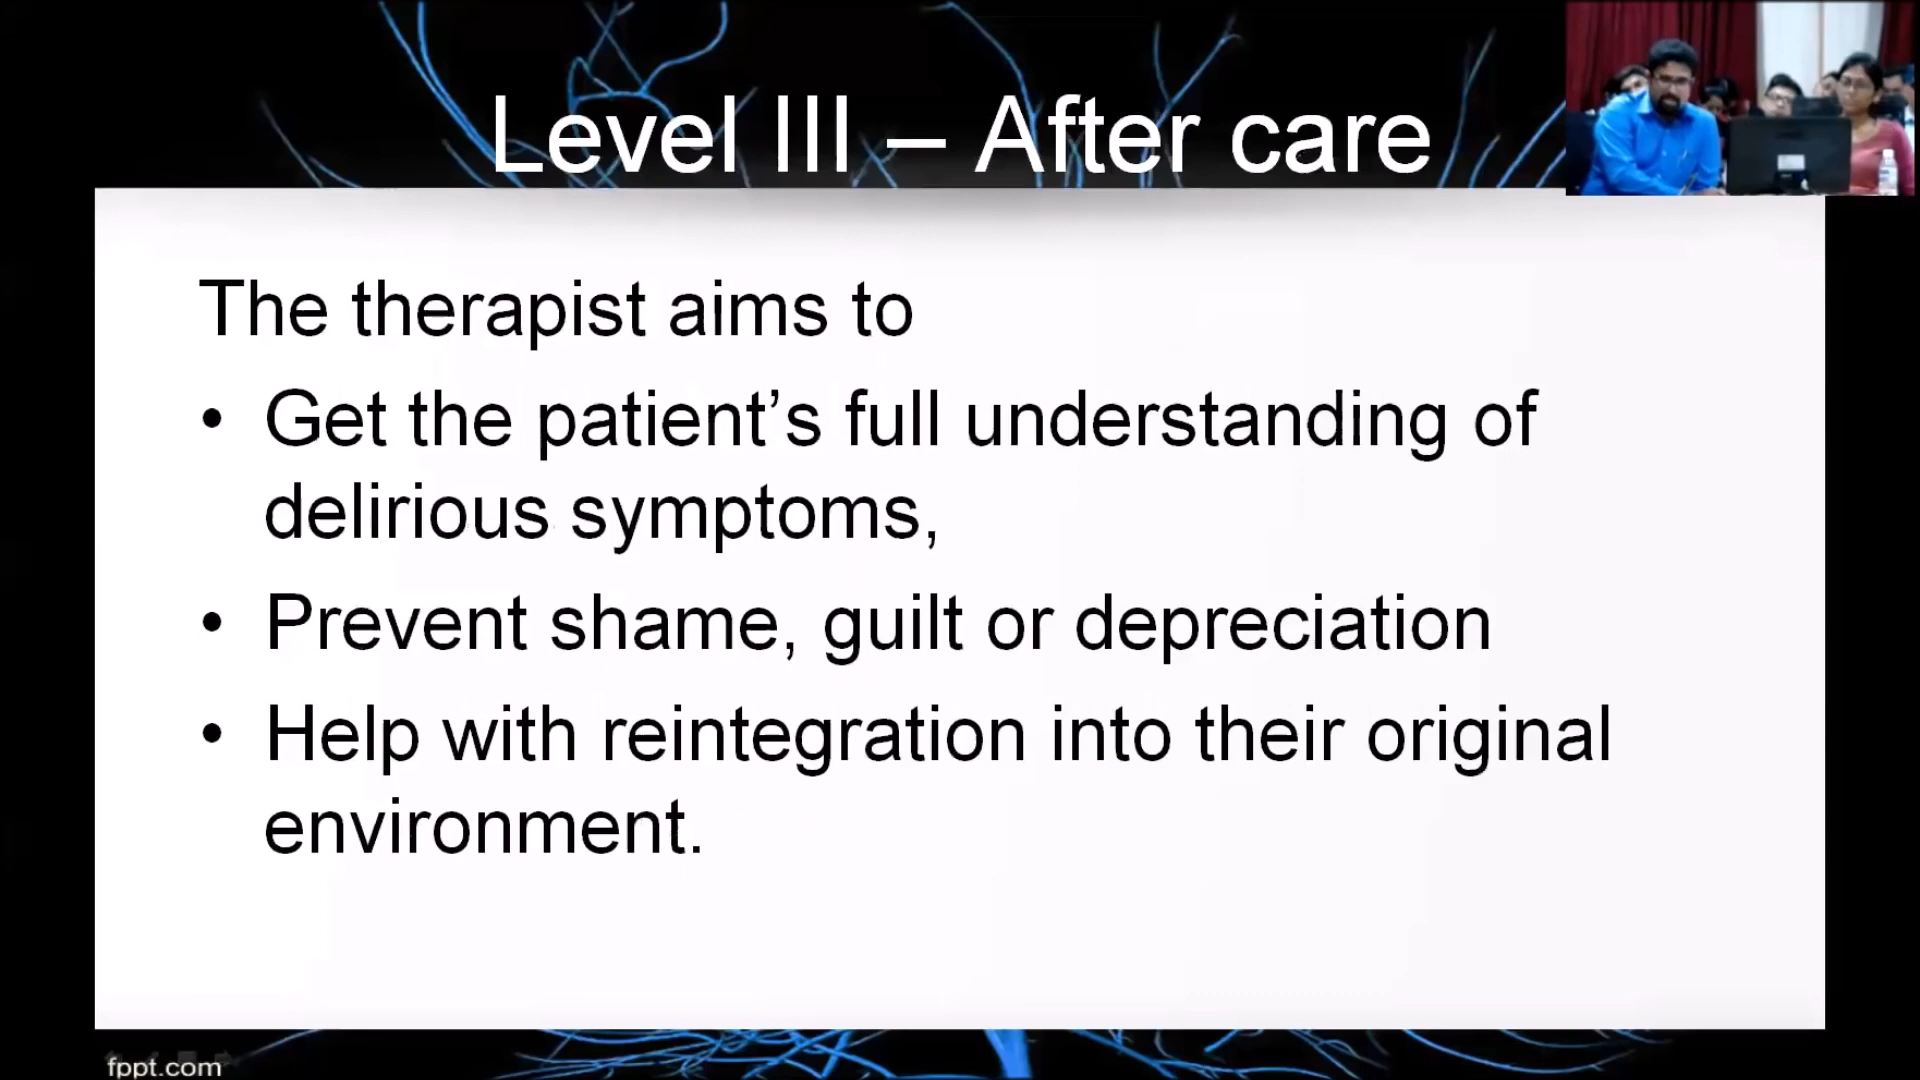 Level III – After care
The therapist aims to
• Get the patient’s full understanding of
delirious symptoms,
• Prevent shame, guilt or depreciation
• Help with reintegration into their original
environment.
fppt.com